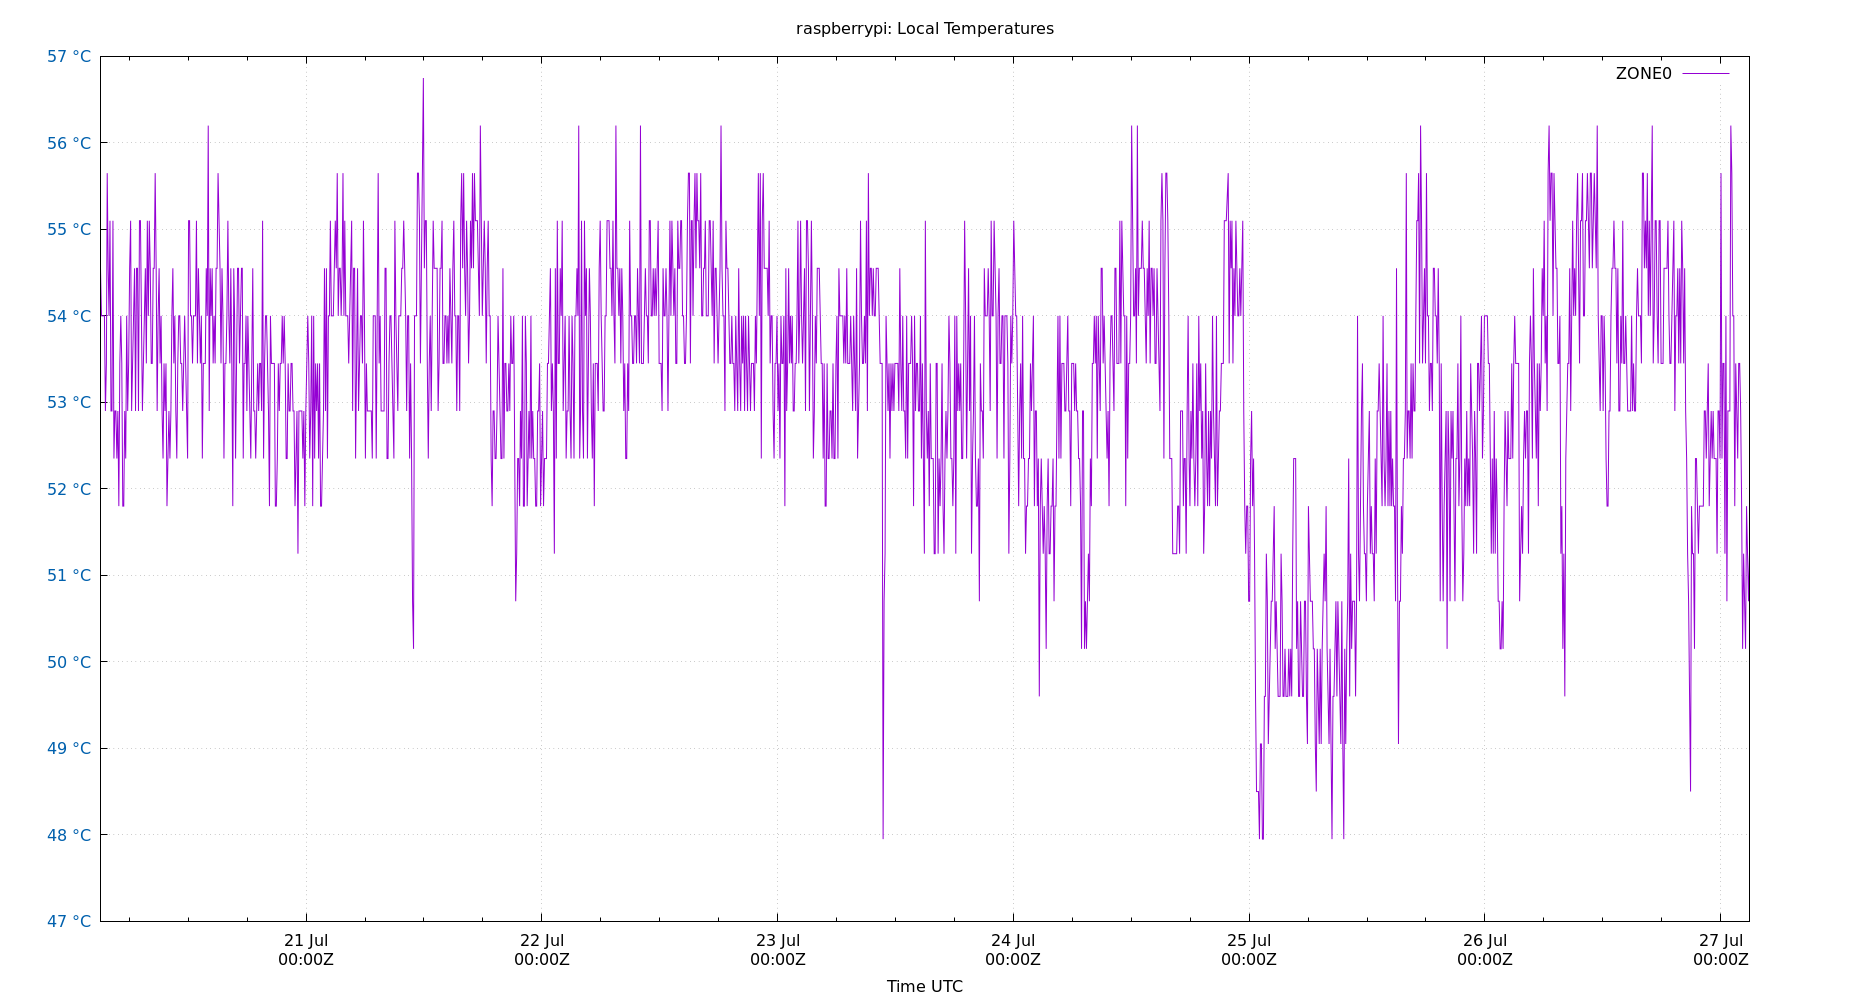 raspberrypi: Local Temperatures
57 °C
ZONE0
56 °C
55 °C
54 °C
53 °C
52 °C
51 °C
50 °C
49 °C
48 °C
47 °C
21 Jul 22 Jul 23 Jul 24 Jul 25 Jul 26 Jul 27 Jul
00:00Z 00:00Z 00:00Z 00:00Z 00:00Z 00:00Z 00:00Z
Time UTC